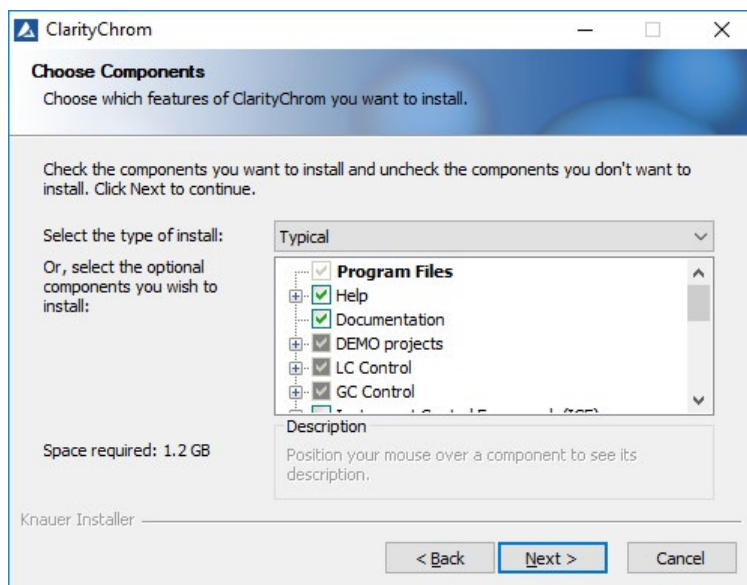 ClarityChrom
Choose Components
Choose which features of ClarityChrom you want to install.
Check the components you want to install and uncheck the components you don't want to
install. Click Next to continue.
Select the type of install:
Typical
Or, select the optional
components you wish to
install:
Program Files
Help
Documentation
DEMO projects
LC Control
GC Control
Space required: 1.2 GB
Description
Position your mouse over a component to see its
description.
Knauer Installer
< Back
Next >
Cancel